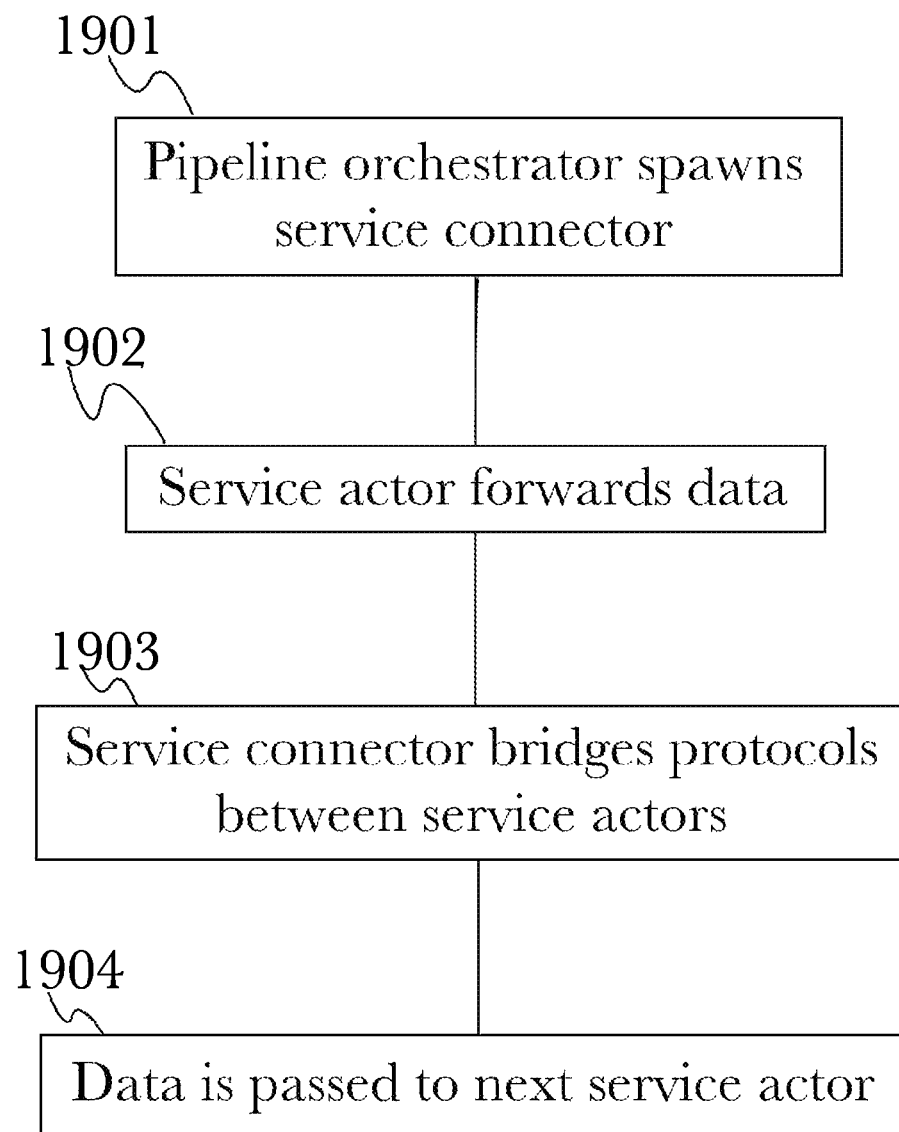 1901
Pipeline orchestrator spawns
service connector
1902
Service actor forwards data
1903
Service connector bridges protocols
between service actors
1904
Data is passed to next service actor